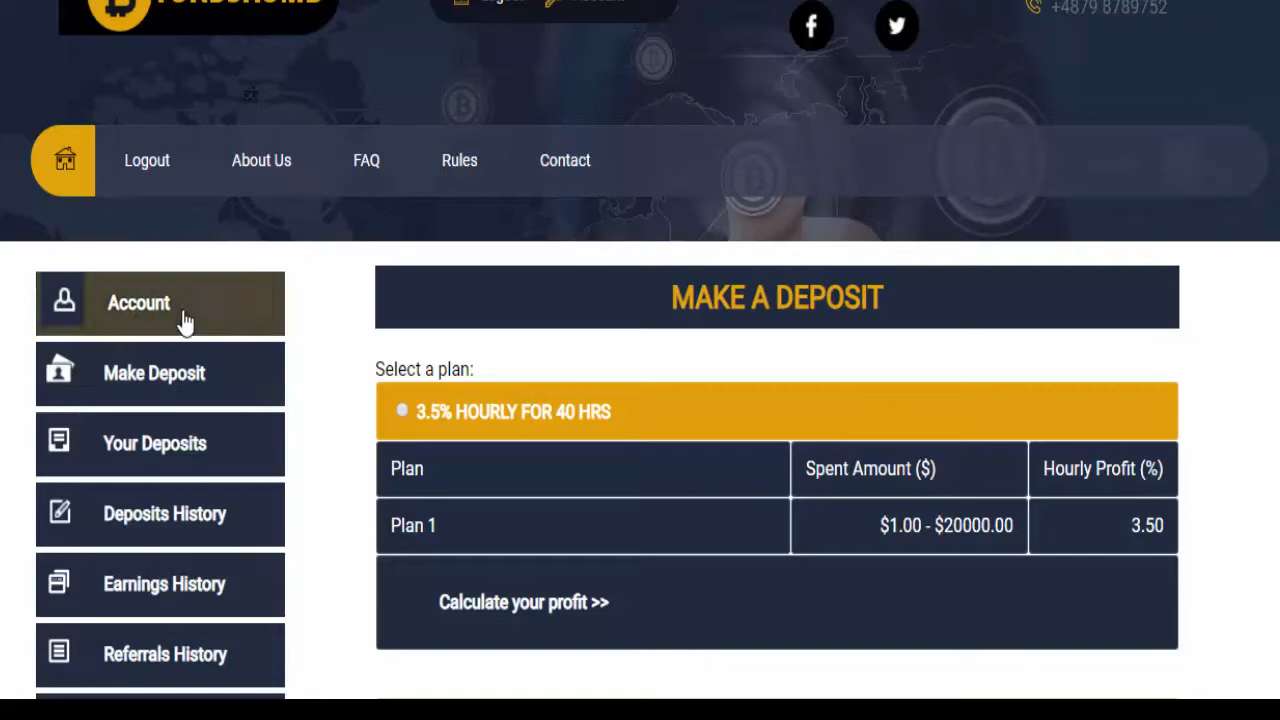 +4879 8789752
Logout About Us FAQ Rules Contact
Account
Make Deposit
Your Deposits
Deposits History
Earnings History
Referrals History
MAKE A DEPOSIT
Select a plan:
3.5% HOURLY FOR 40 HRS
Plan Spent Amount ($) Hourly Profit (%)
Plan 1 $1.00 - $20000.00 3.50
Calculate your profit >>